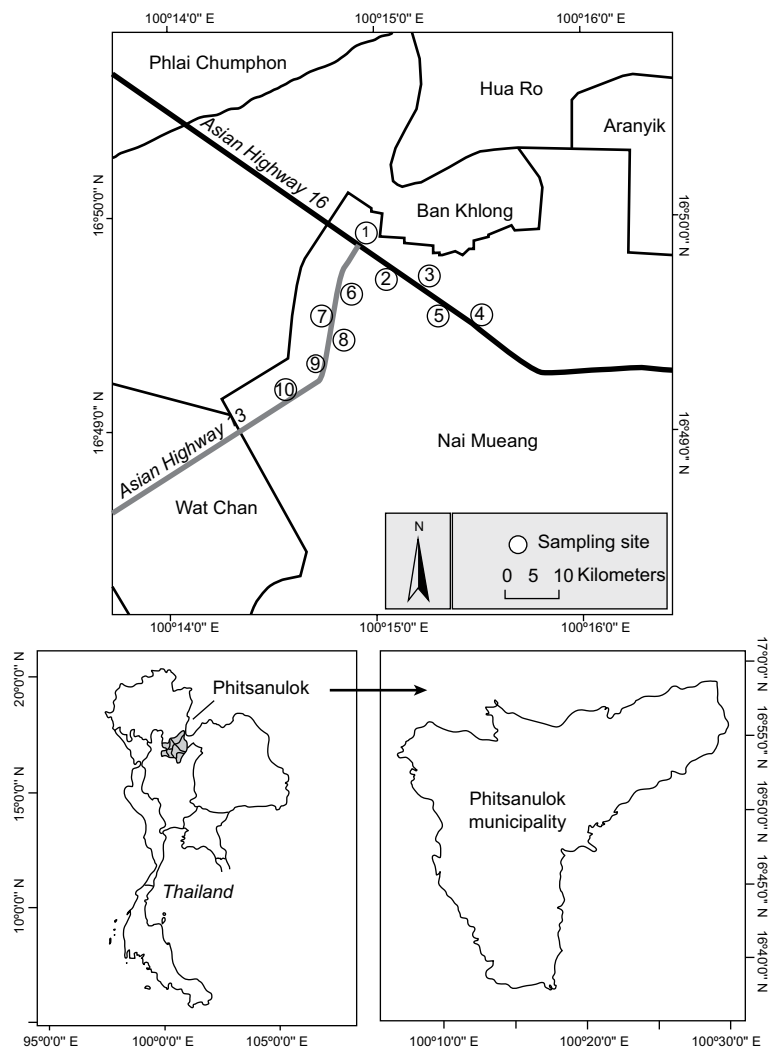 100°14'0" E 100°15'0" E 100°16'0" E
Phlai Chumphon
Hua Ro
Aranyik
Asian Highway 16
16°50'0" N
16°50'0" N
Ban Khlong
1
2
3
4
5
6
7
8
9
10
16°49'0" N
16°49'0" N
Asian Highway 13
Nai Mueang
Wat Chan
N
Sampling site
0 5 10 Kilometers
100°14'0" E 100°15'0" E 100°16'0" E
20°0'0" N
15°0'0" N
10°0'0" N
Phitsanulok
Thailand
95°0'0" E 100°0'0" E 105°0'0" E
Phitsanulok
municipality
17°0'0" N
16°55'0" N
16°50'0" N
16°45'0" N
16°40'0" N
100°10'0" E 100°20'0" E 100°30'0" E